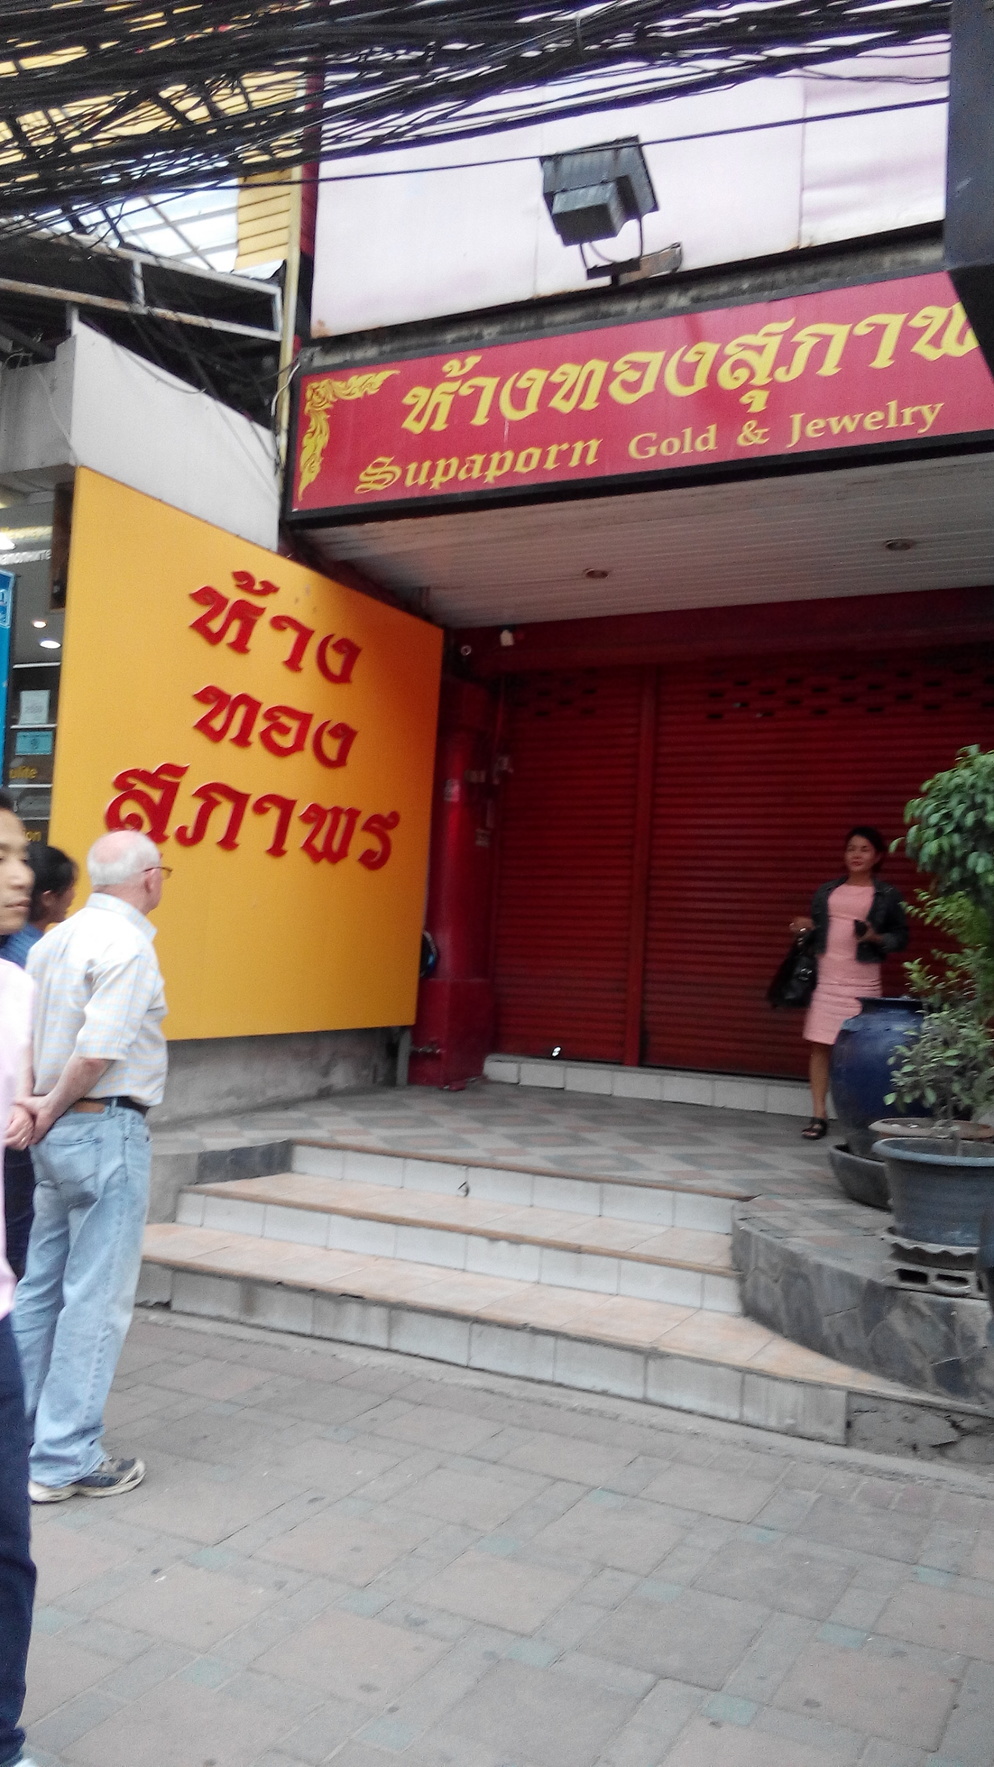 ห้างทองสุภาพ
Supaporn Gold & Jewelry
ห้าง
ทอง
สุภาพร